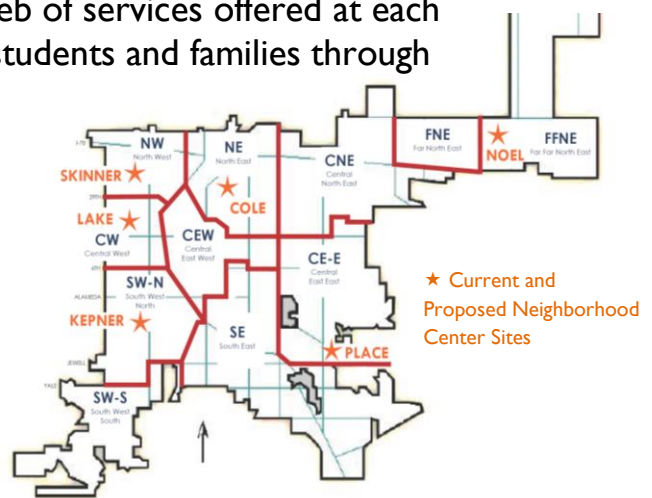 eb of services offered at each
students and families through
NW
North West
NE
North East
CNE
Central
North East
FNE
Far North East
NOEL
FFNE
Far Far North East
SKINNER
COLE
LAKE
CW
Central West
CEW
Central
East West
CE-E
Central
East East
SW-N
South West
North
ALAMEDA
KEPNER
SE
South East
PLACE
JEWELL
YALE
SW-S
South West
South
★ Current and
Proposed Neighborhood
Center Sites